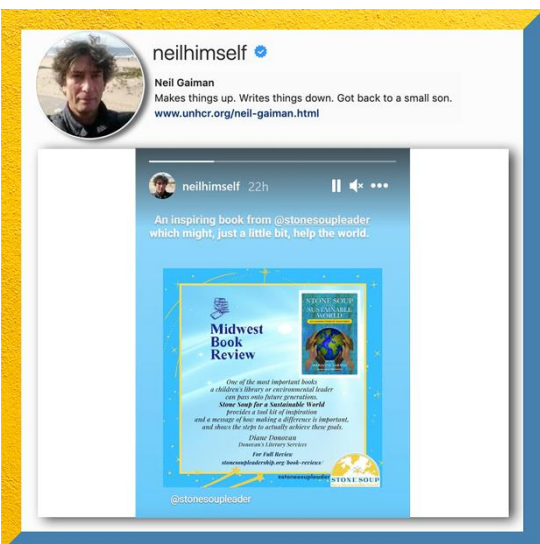 neilhimself
Neil Gaiman
Makes things up. Writes things down. Got back to a small son.
www.unhcr.org/neil-gaiman.html
neilhimself 22h
An inspiring book from @stonesoupleader
which might, just a little bit, help the world.
Midwest
Book
Review
STONE SOUP
SUSTAINABLE
WORLD
One of the most important books
a children's library or environmental leader
can pass onto future generations.
Stone Soup for a Sustainable World
provides a tool kit of inspiration
and a message of how making a difference is important,
and shows the steps to actually achieve these goals.
Diane Donovan
Donovan's Literary Services
For Full Review
stonesoupleadership.org/book-reviews/
STONE SOUP
@stonesoupleader